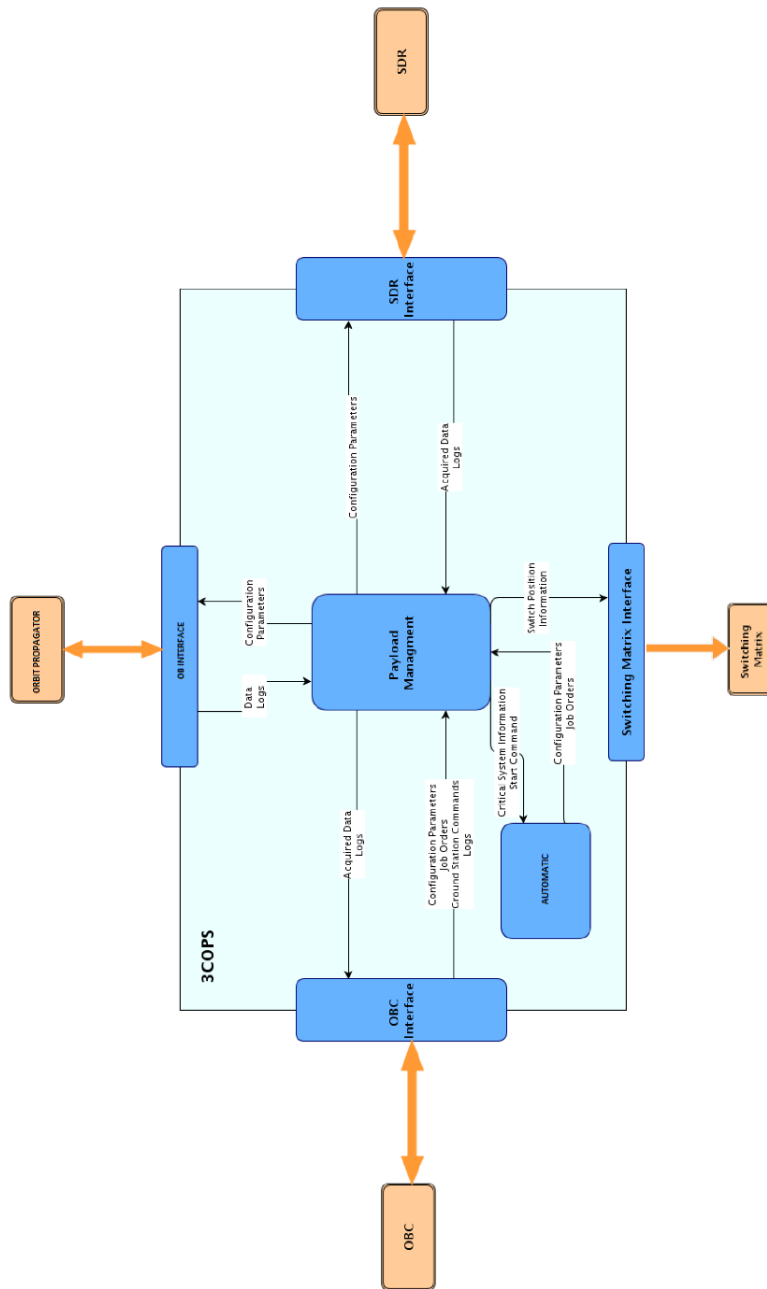 ORBIT PROPAGATOR
OB INTERFACE
3COPS
Data
Logs
Configuration
Parameters
Acquired Data
Logs
Configuration Parameters
OBC
OBC
Interface
Payload
Managment
SDR
Interface
SDR
Configuration Parameters
Job Orders
Ground Station Commands
Logs
Acquired Data
Logs
Critical System Information
Start Command
Switch Position
Information
AUTOMATIC
Configuration Parameters
Job Orders
Switching Matrix Interface
Switching
Matrix